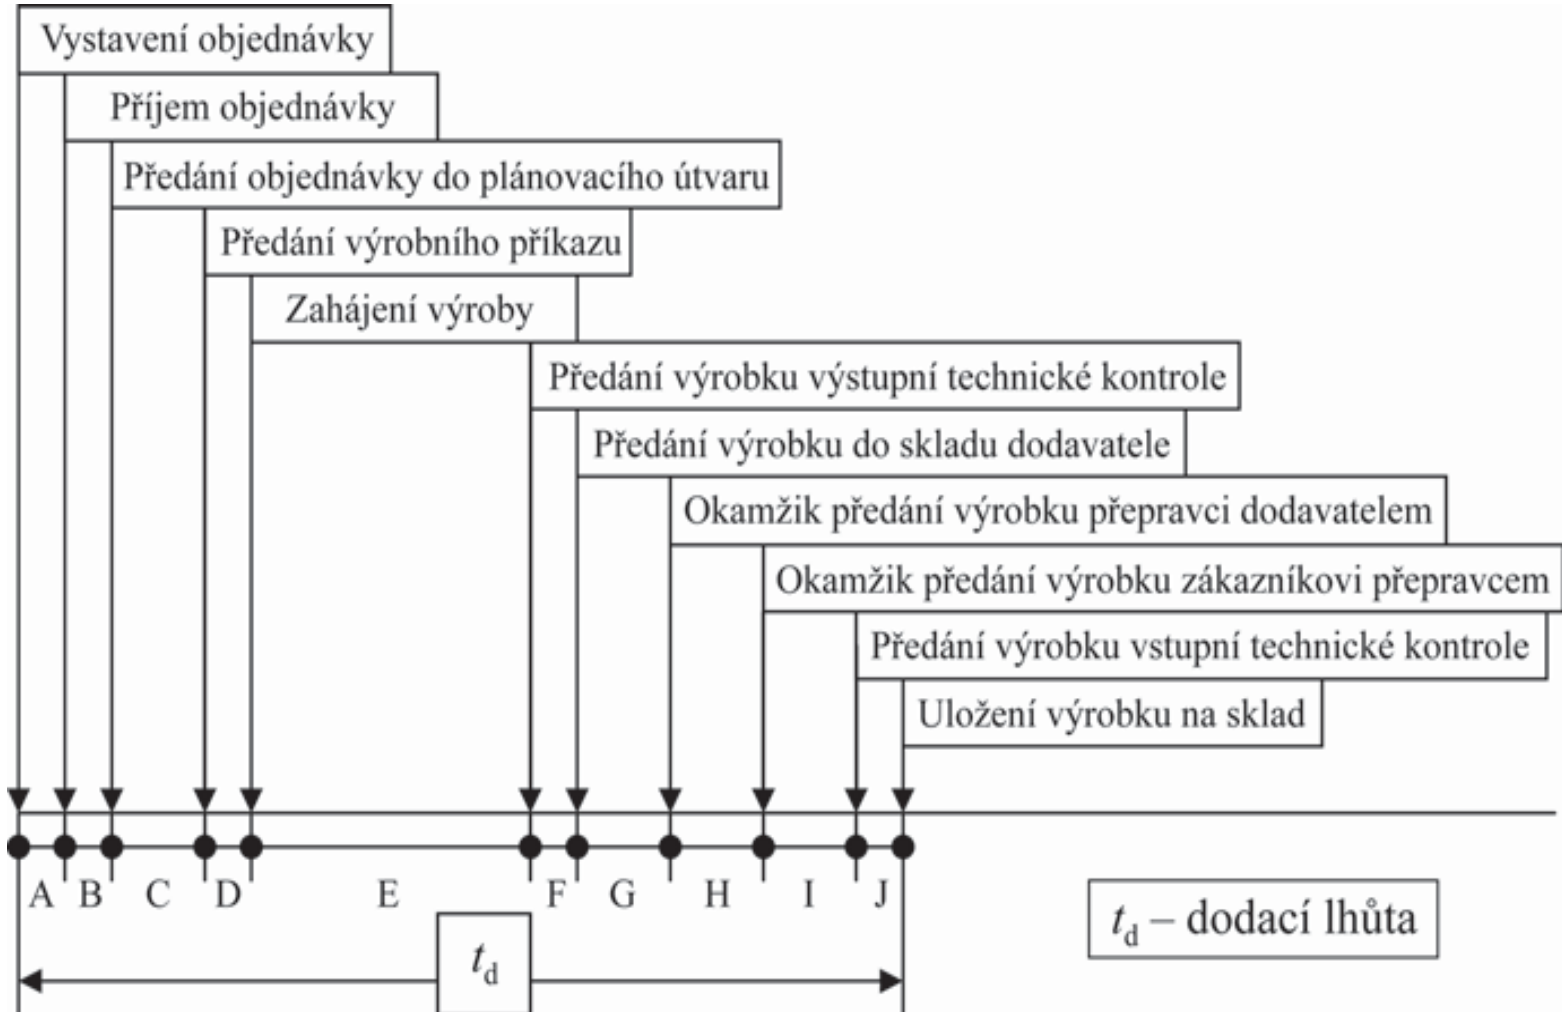 Vystavení objednávky
Příjem objednávky
Předání objednávky do plánovacího útvaru
Předání výrobního příkazu
Zahájení výroby
Předání výrobku výstupní technické kontrole
Předání výrobku do skladu dodavatele
Okamžik předání výrobku přepravci dodavatelem
Okamžik předání výrobku zákazníkovi přepravcem
Předání výrobku vstupní technické kontrole
Uložení výrobku na sklad
A B C D E F G H I J
td – dodací lhůta
td